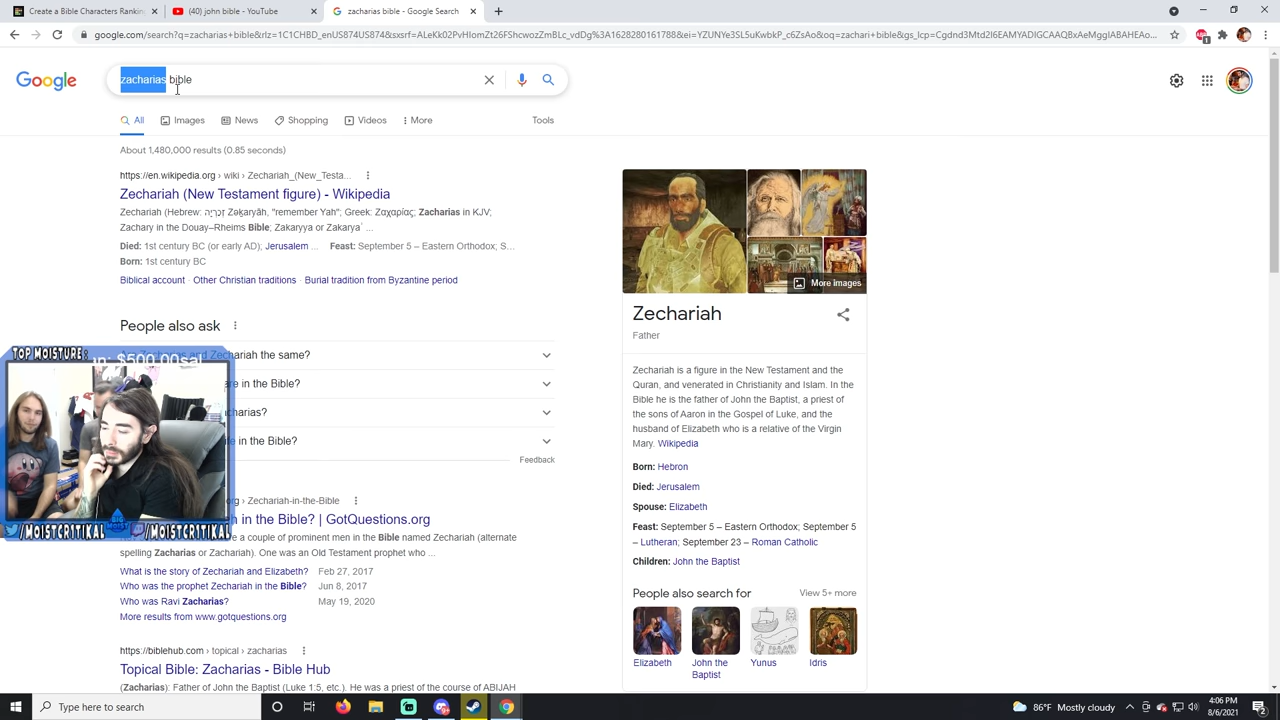 Create a Bible Characters Ranking
(40) john bible - YouTube
zacharias bible - Google Search
google.com/search?q=zacharias+bible&rlz=1C1CHBD_enUS874US874&sxsrf=
Google
zacharias bible
All
Images
News
Shopping
Videos
More
Tools
About 1,480,000 results (0.85 seconds)
https://en.wikipedia.org › wiki › Zechariah_(New_Testa...
Zechariah (New Testament figure) - Wikipedia
Zechariah (Hebrew: זְכַרְיָה Zəḵaryāh, "remember Yah"; Greek: Ζαχαρίας; Zacharias in KJV;
Zachary in the Douay–Rheims Bible; Zakaryya or Zakarya` ...
Died: 1st century BC (or early AD); Jerusalem ... Feast: September 5 – Eastern Orthodox; S...
Born: 1st century BC
Biblical account · Other Christian traditions · Burial tradition from Byzantine period
People also ask
Zechariah the same?
in the Bible?
charias?
in the Bible?
Feedback
TOP MOISTURE:
$500.00
/MOISTCRITIKAL
BIG MOIST
/MOISTCRITIKAL
org › Zechariah-in-the-Bible
in the Bible? | GotQuestions.org
a couple of prominent men in the Bible named Zechariah (alternate
spelling Zacharias or Zechariah). One was an Old Testament prophet who ...
What is the story of Zechariah and Elizabeth? Feb 27, 2017
Who was the prophet Zechariah in the Bible? Jun 8, 2017
Who was Ravi Zacharias? May 19, 2020
More results from www.gotquestions.org
https://biblehub.com › topical › zacharias
Topical Bible: Zacharias - Bible Hub
(Zacharias): Father of John the Baptist (Luke 1:5, etc.). He was a priest of the course of ABIJAH
More images
Zechariah
Father
Zechariah is a figure in the New Testament and the
Quran, and venerated in Christianity and Islam. In the
Bible he is the father of John the Baptist, a priest of
the sons of Aaron in the Gospel of Luke, and the
husband of Elizabeth who is a relative of the Virgin
Mary. Wikipedia
Born: Hebron
Died: Jerusalem
Spouse: Elizabeth
Feast: September 5 – Eastern Orthodox; September 5
– Lutheran; September 23 – Roman Catholic
Children: John the Baptist
People also search for
View 5+ more
Elizabeth
John the
Baptist
Yunus
Idris
Type here to search
86°F Mostly cloudy
4:06 PM
8/6/2021